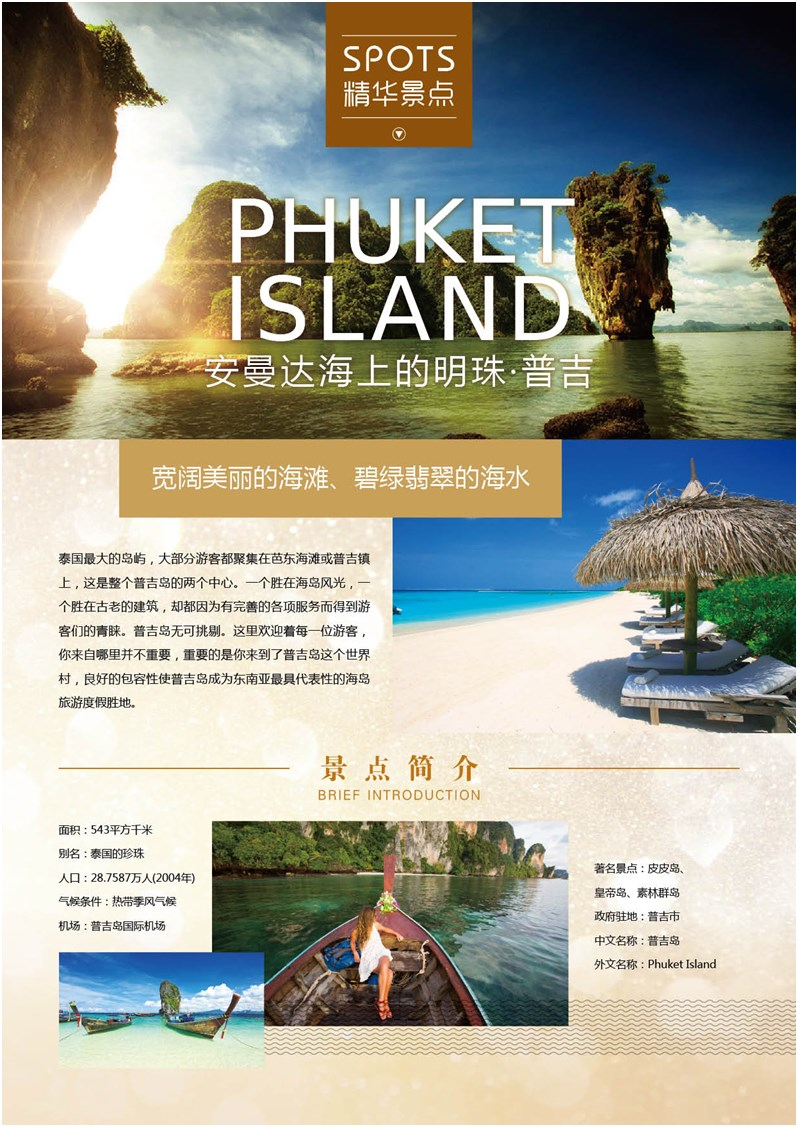 SPOTS
精华景点
PHUKET
ISLAND
安曼达海上的明珠·普吉
宽阔美丽的海滩、碧绿翡翠的海水
泰国最大的岛屿，大部分游客都聚集在芭东海滩或普吉镇
上，这是整个普吉岛的两个中心。一个胜在海岛风光，一
个胜在古老的建筑，却都因为有完善的各项服务而得到游
客们的青睐。普吉岛无可挑剔。这里欢迎着每一位游客，
你来自哪里并不重要，重要的是你来到了普吉岛这个世界
村，良好的包容性使普吉岛成为东南亚最具代表性的海岛
旅游度假胜地。
景点简介
BRIEF INTRODUCTION
面积：543平方千米
别名：泰国的珍珠
人口：28.7587万人(2004年)
气候条件：热带季风气候
机场：普吉岛国际机场
著名景点：皮皮岛、
皇帝岛、素林群岛
政府驻地：普吉市
中文名称：普吉岛
外文名称：Phuket Island